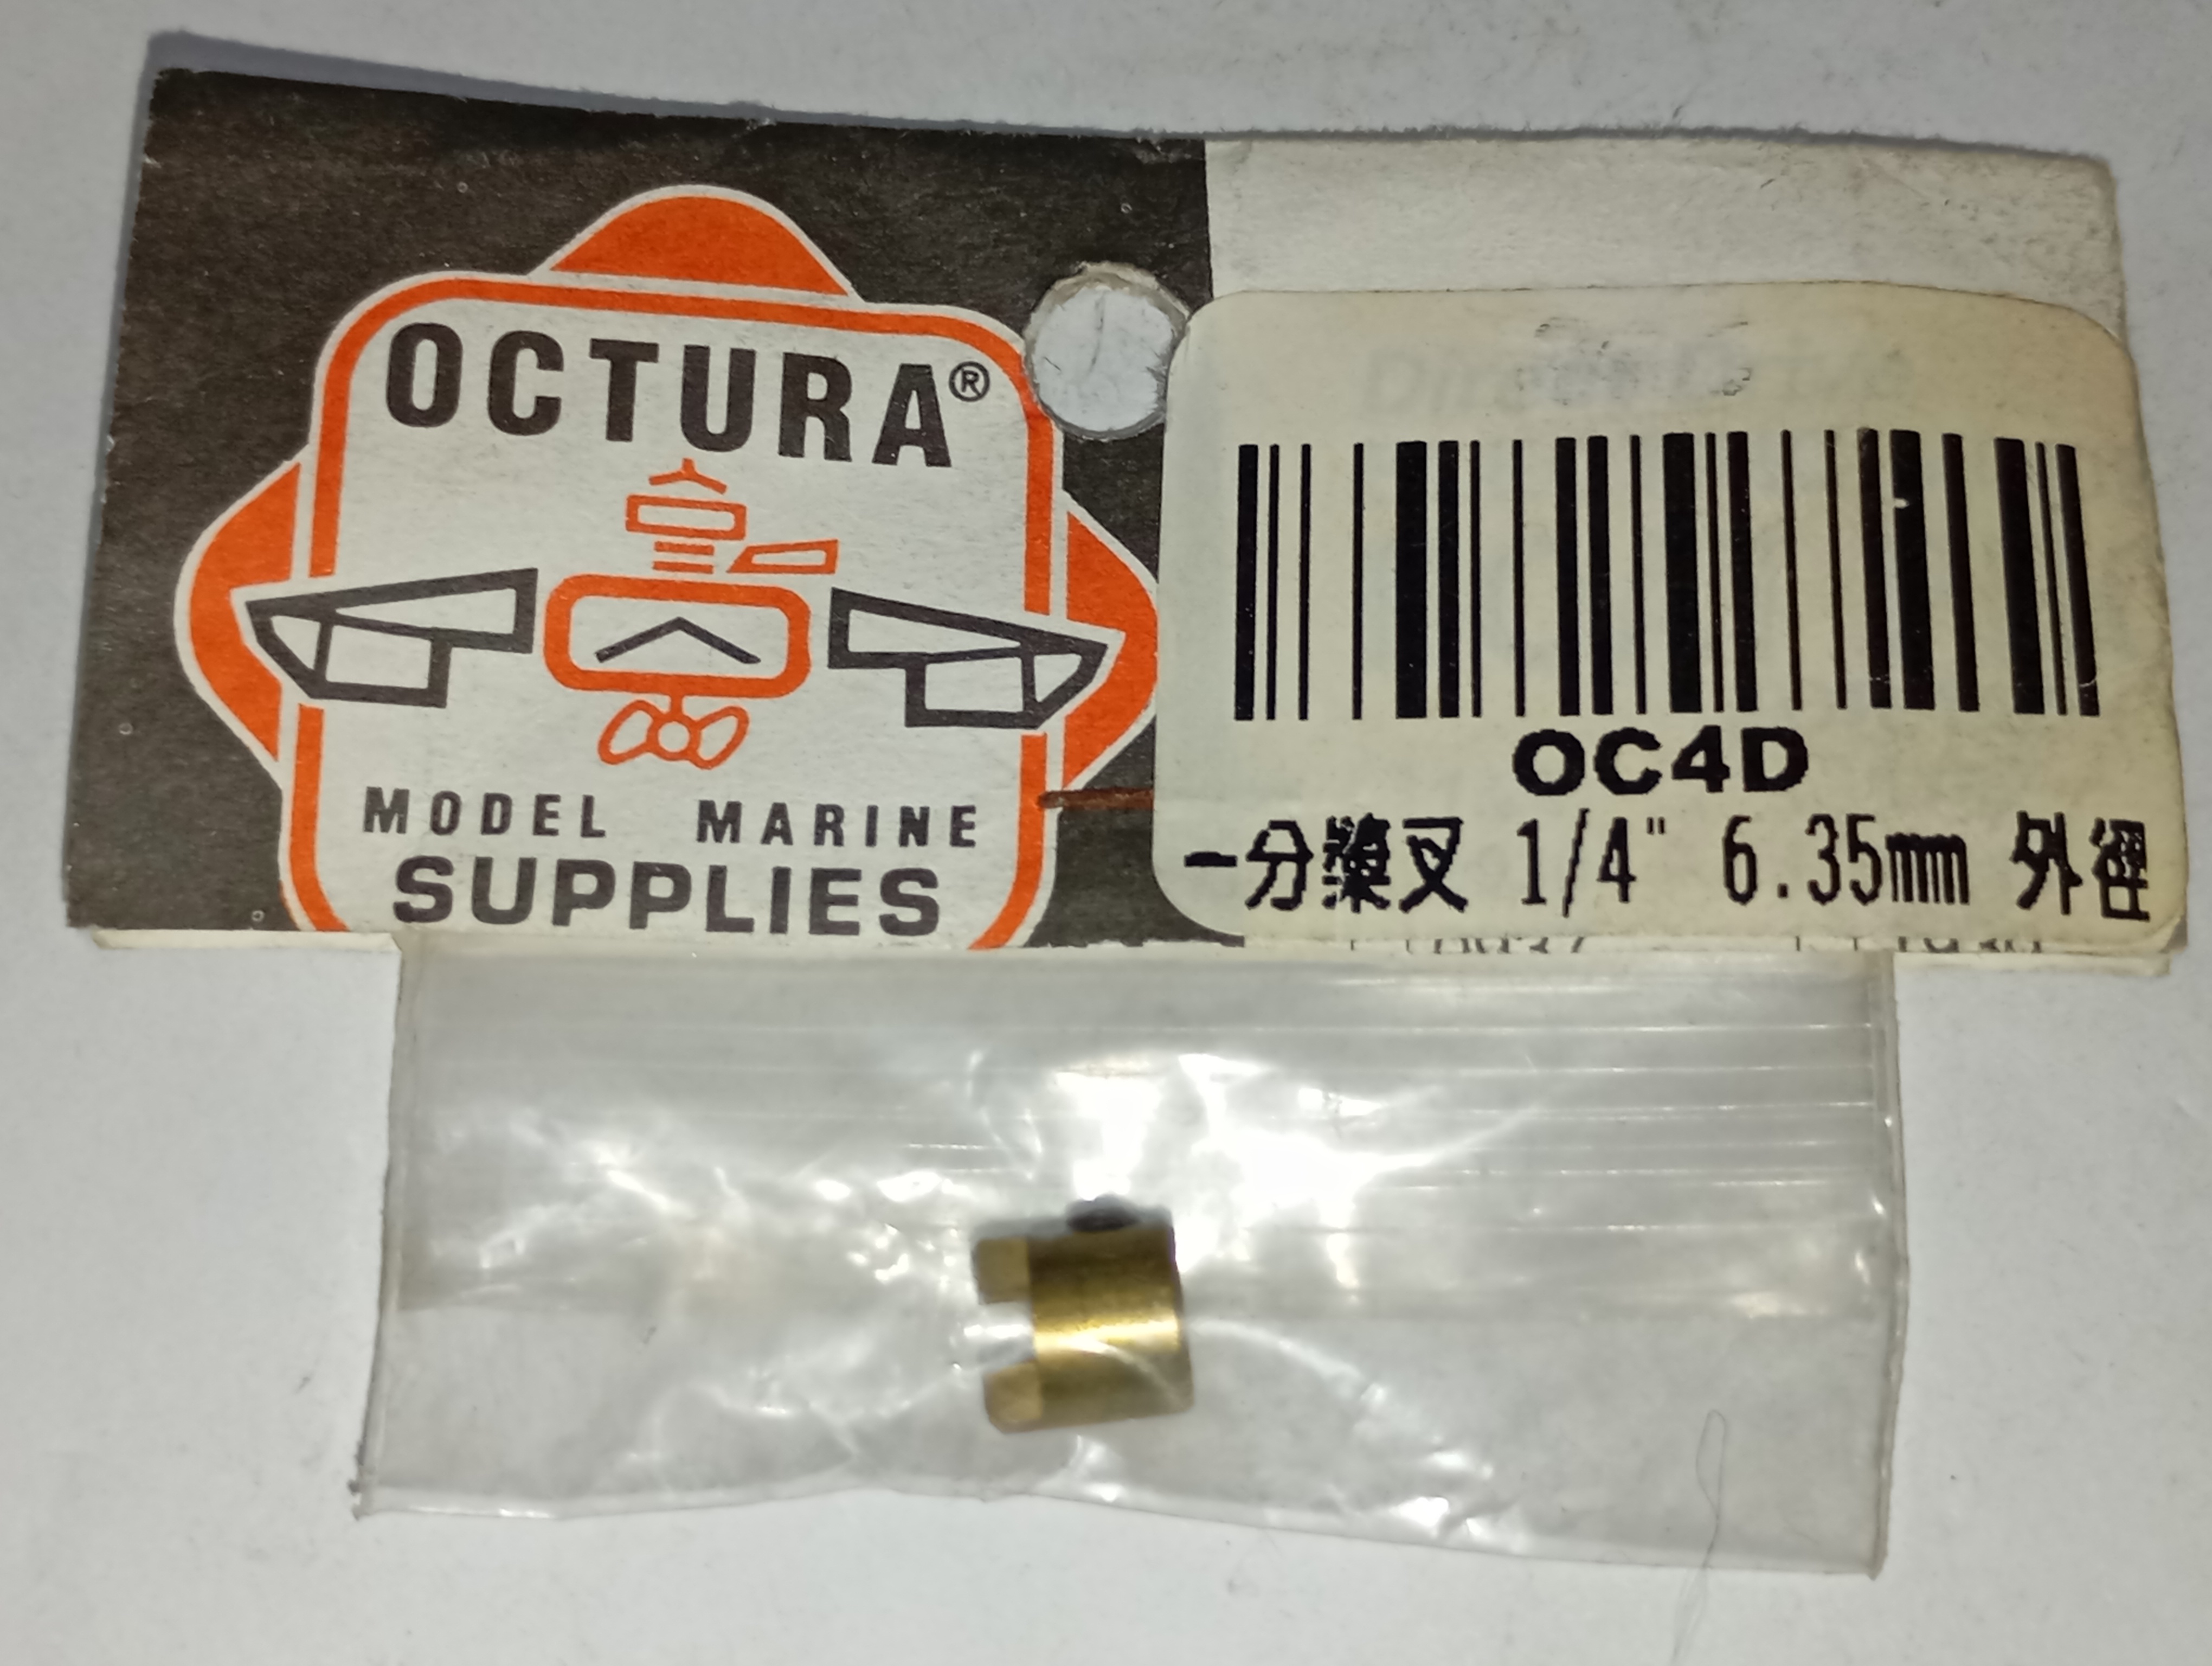 OCTURA®
MODEL MARINE
SUPPLIES
OC4D
一分槳叉 1/4" 6.35mm 外徑